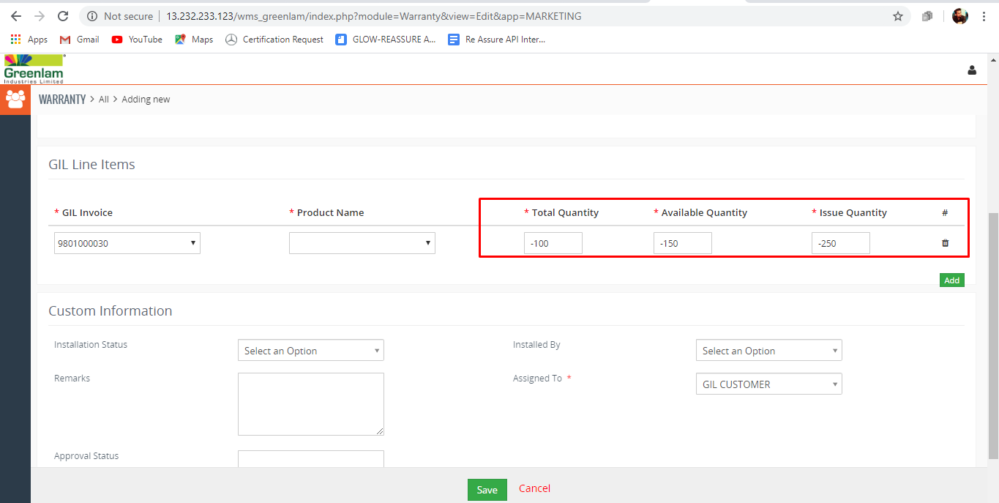 Not secure | 13.232.233.123/wms_greenlam/index.php?module=Warranty&view=Edit&app=MARKETING
Apps Gmail YouTube Maps Certification Request GLOW-REASSURE A... Re Assure API Inter...
Greenlam
Industries Limited
WARRANTY > All > Adding new
GIL Line Items
* GIL Invoice * Product Name * Total Quantity * Available Quantity * Issue Quantity #
9801000030 -100 -150 -250
Add
Custom Information
Installation Status Select an Option Installed By Select an Option
Remarks Assigned To * GIL CUSTOMER
Approval Status
Save Cancel